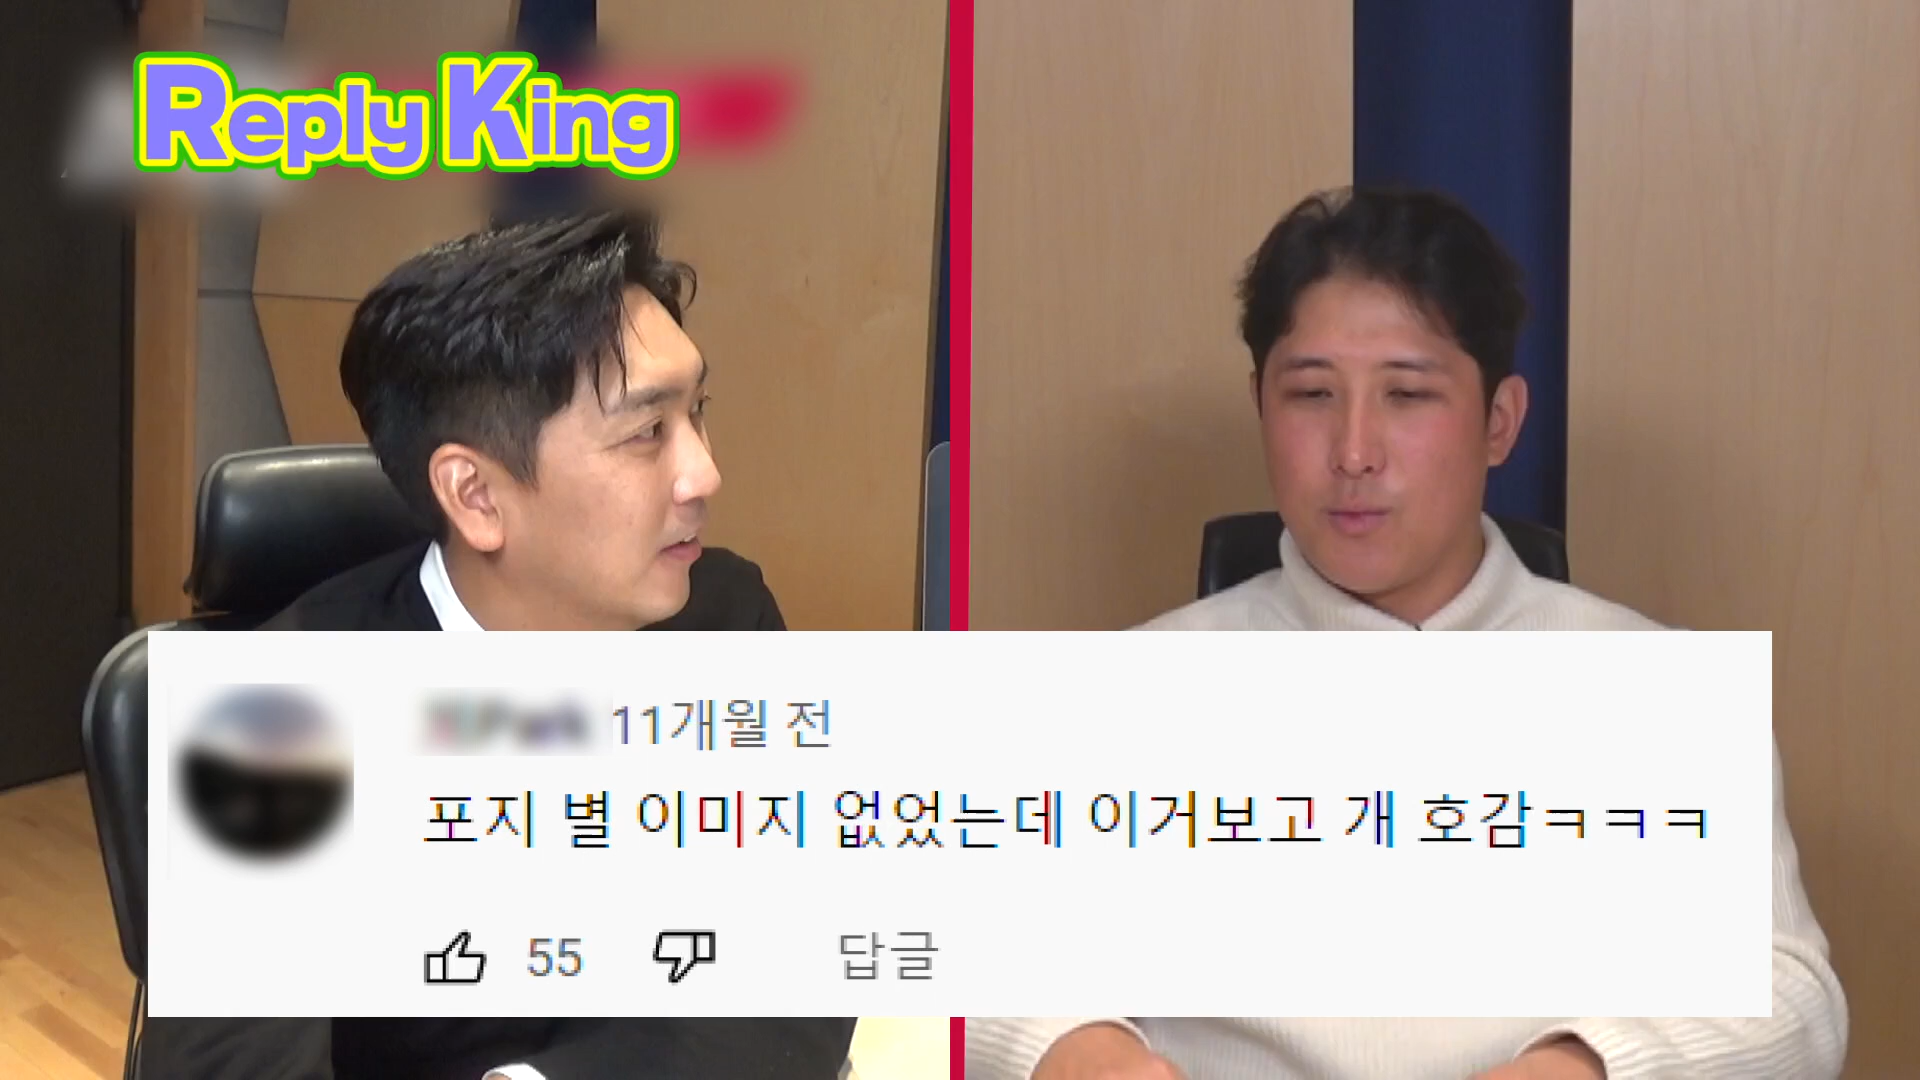 Reply King
11개월 전
포지 별 이미지 없었는데 이거보고 개 호감ㅋㅋㅋ
55
답글